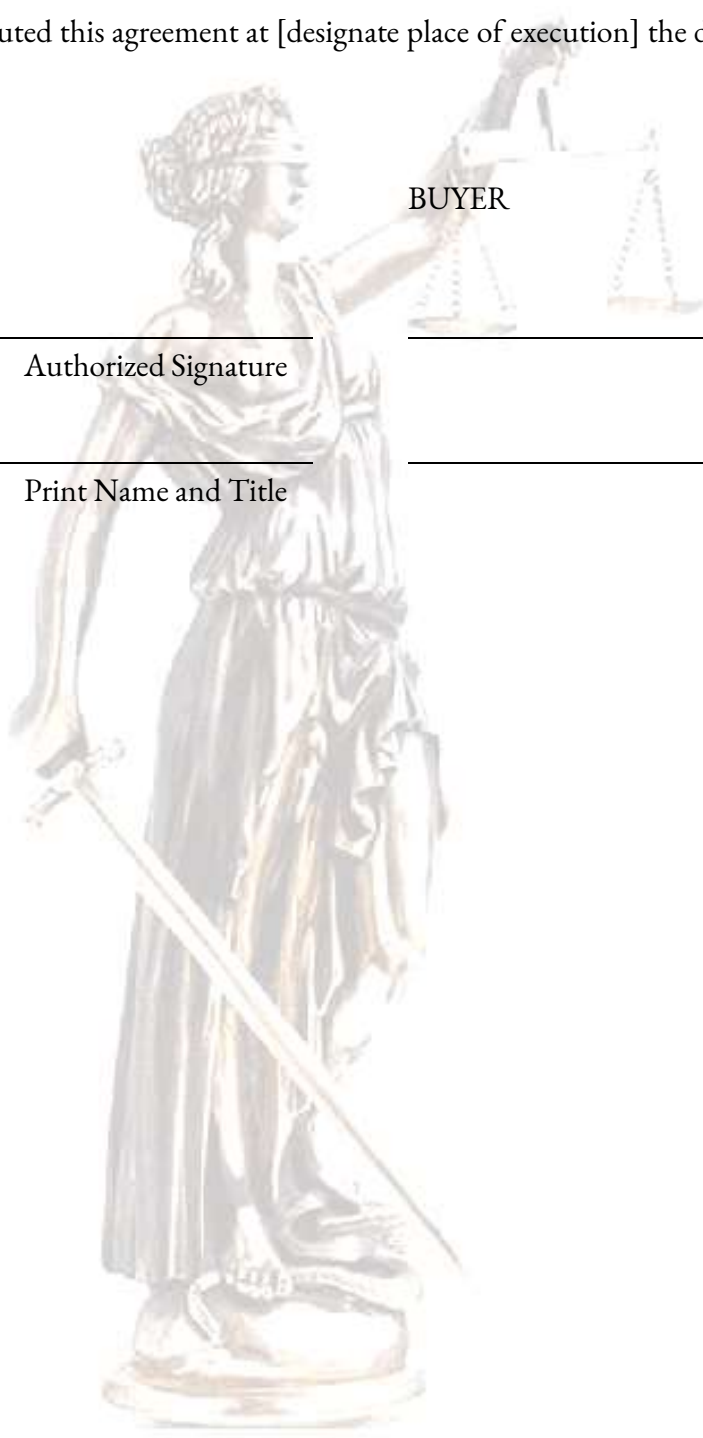 uted this agreement at [designate place of execution] the d
BUYER
Authorized Signature
Print Name and Title